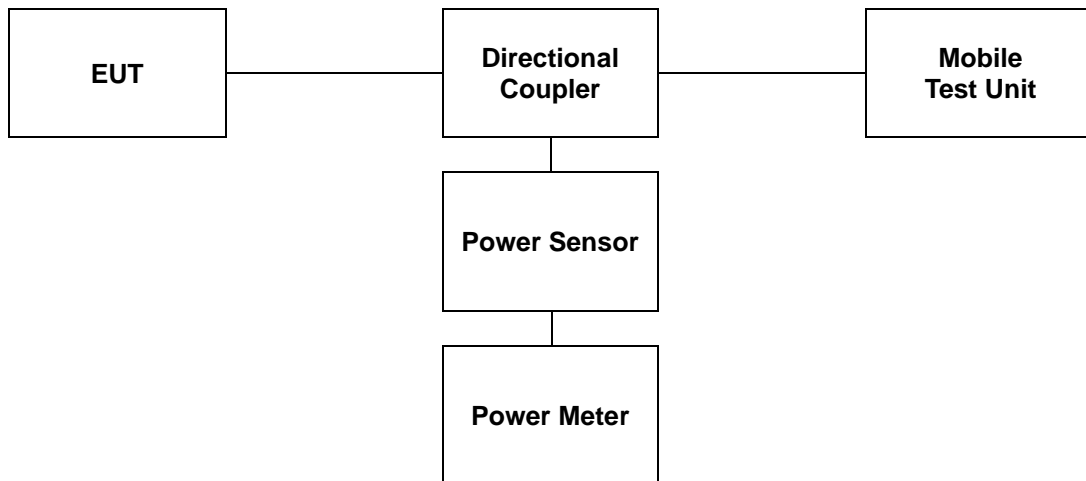 EUT
Directional
Coupler
Mobile
Test Unit
Power Sensor
Power Meter